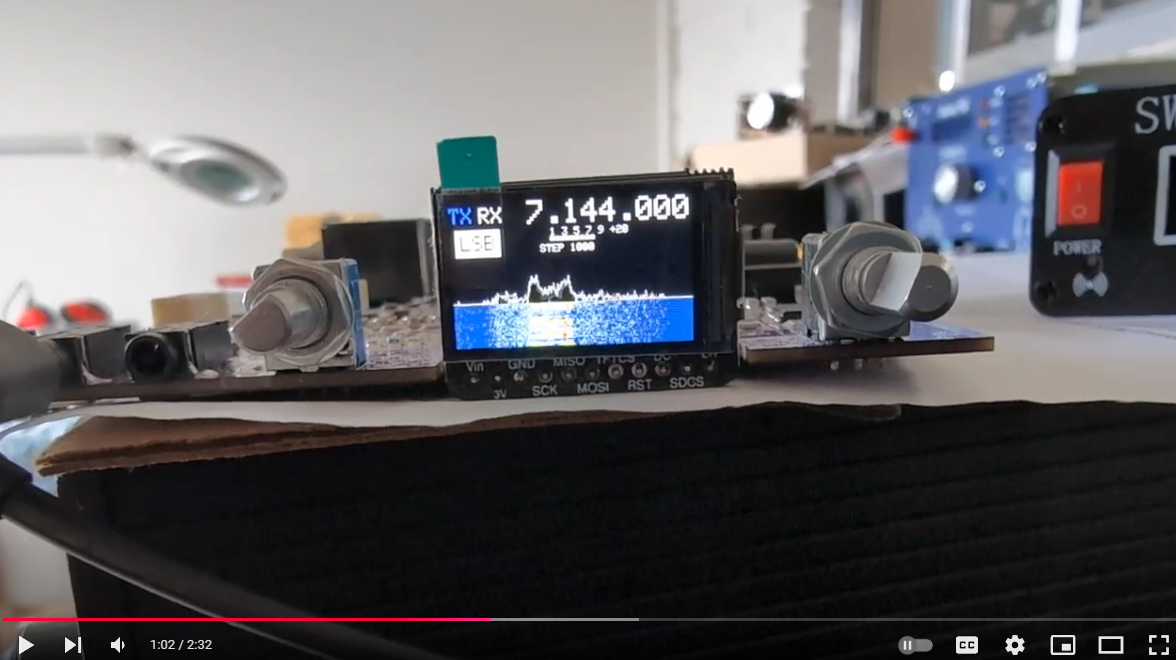 TX RX 7.144.000
1 3 5 7 9 +20
LSB
STEP 1000
SW
POWER
Vin GND MISO TFTCS DC
3V SCK MOSI RST SDCS
1:02 / 2:32
CC